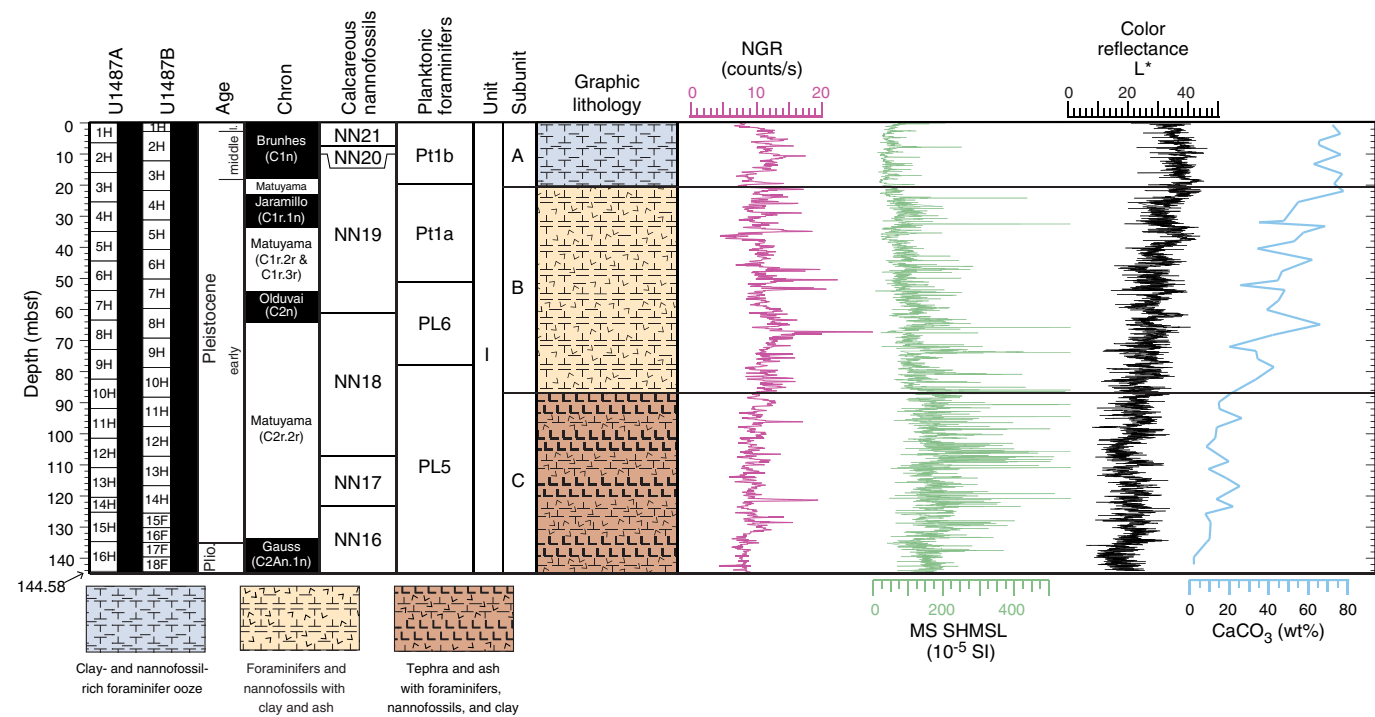 U1487A
U1487B
Age
Chron
Calcareous
nannofossils
Planktonic
foraminifers
Unit
Subunit
Graphic
lithology
NGR
(counts/s)
0 10 20
Color
reflectance
L*
0 20 40
Depth (mbsf)
0
10
20
30
40
50
60
70
80
90
100
110
120
130
140
144.58
1H
2H
3H
4H
5H
6H
7H
8H
9H
10H
11H
12H
13H
14H
15H
16H
1H
2H
3H
4H
5H
6H
7H
8H
9H
10H
11H
12H
13H
14H
15F
16F
17F
18F
l.
middle
Pleistocene
early
Plio.
Brunhes
(C1n)
Matuyama
Jaramillo
(C1r.1n)
Matuyama
(C1r.2r &
C1r.3r)
Olduvai
(C2n)
Matuyama
(C2r.2r)
Gauss
(C2An.1n)
NN21
NN20
NN19
NN18
NN17
NN16
Pt1b
Pt1a
PL6
PL5
I
A
B
C
0 200 400
MS SHMSL
(10-5 SI)
0 20 40 60 80
CaCO3 (wt%)
Clay- and nannofossil-
rich foraminifer ooze
Foraminifers and
nannofossils with
clay and ash
Tephra and ash
with foraminifers,
nannofossils, and clay